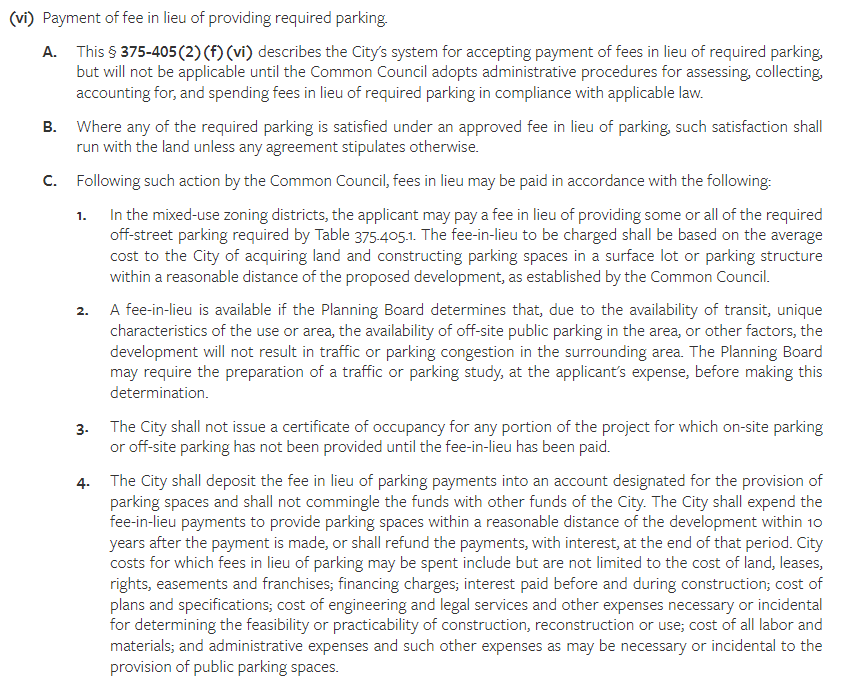 (vi) Payment of fee in lieu of providing required parking.
A. This § 375-405(2)(f)(vi) describes the City's system for accepting payment of fees in lieu of required parking,
but will not be applicable until the Common Council adopts administrative procedures for assessing, collecting,
accounting for, and spending fees in lieu of required parking in compliance with applicable law.
B. Where any of the required parking is satisfied under an approved fee in lieu of parking, such satisfaction shall
run with the land unless any agreement stipulates otherwise.
C. Following such action by the Common Council, fees in lieu may be paid in accordance with the following:
1. In the mixed-use zoning districts, the applicant may pay a fee in lieu of providing some or all of the required
off-street parking required by Table 375.405.1. The fee-in-lieu to be charged shall be based on the average
cost to the City of acquiring land and constructing parking spaces in a surface lot or parking structure
within a reasonable distance of the proposed development, as established by the Common Council.
2. A fee-in-lieu is available if the Planning Board determines that, due to the availability of transit, unique
characteristics of the use or area, the availability of off-site public parking in the area, or other factors, the
development will not result in traffic or parking congestion in the surrounding area. The Planning Board
may require the preparation of a traffic or parking study, at the applicant's expense, before making this
determination.
3. The City shall not issue a certificate of occupancy for any portion of the project for which on-site parking
or off-site parking has not been provided until the fee-in-lieu has been paid.
4. The City shall deposit the fee in lieu of parking payments into an account designated for the provision of
parking spaces and shall not commingle the funds with other funds of the City. The City shall expend the
fee-in-lieu payments to provide parking spaces within a reasonable distance of the development within 10
years after the payment is made, or shall refund the payments, with interest, at the end of that period. City
costs for which fees in lieu of parking may be spent include but are not limited to the cost of land, leases,
rights, easements and franchises; financing charges; interest paid before and during construction; cost of
plans and specifications; cost of engineering and legal services and other expenses necessary or incidental
for determining the feasibility or practicability of construction, reconstruction or use; cost of all labor and
materials; and administrative expenses and such other expenses as may be necessary or incidental to the
provision of public parking spaces.